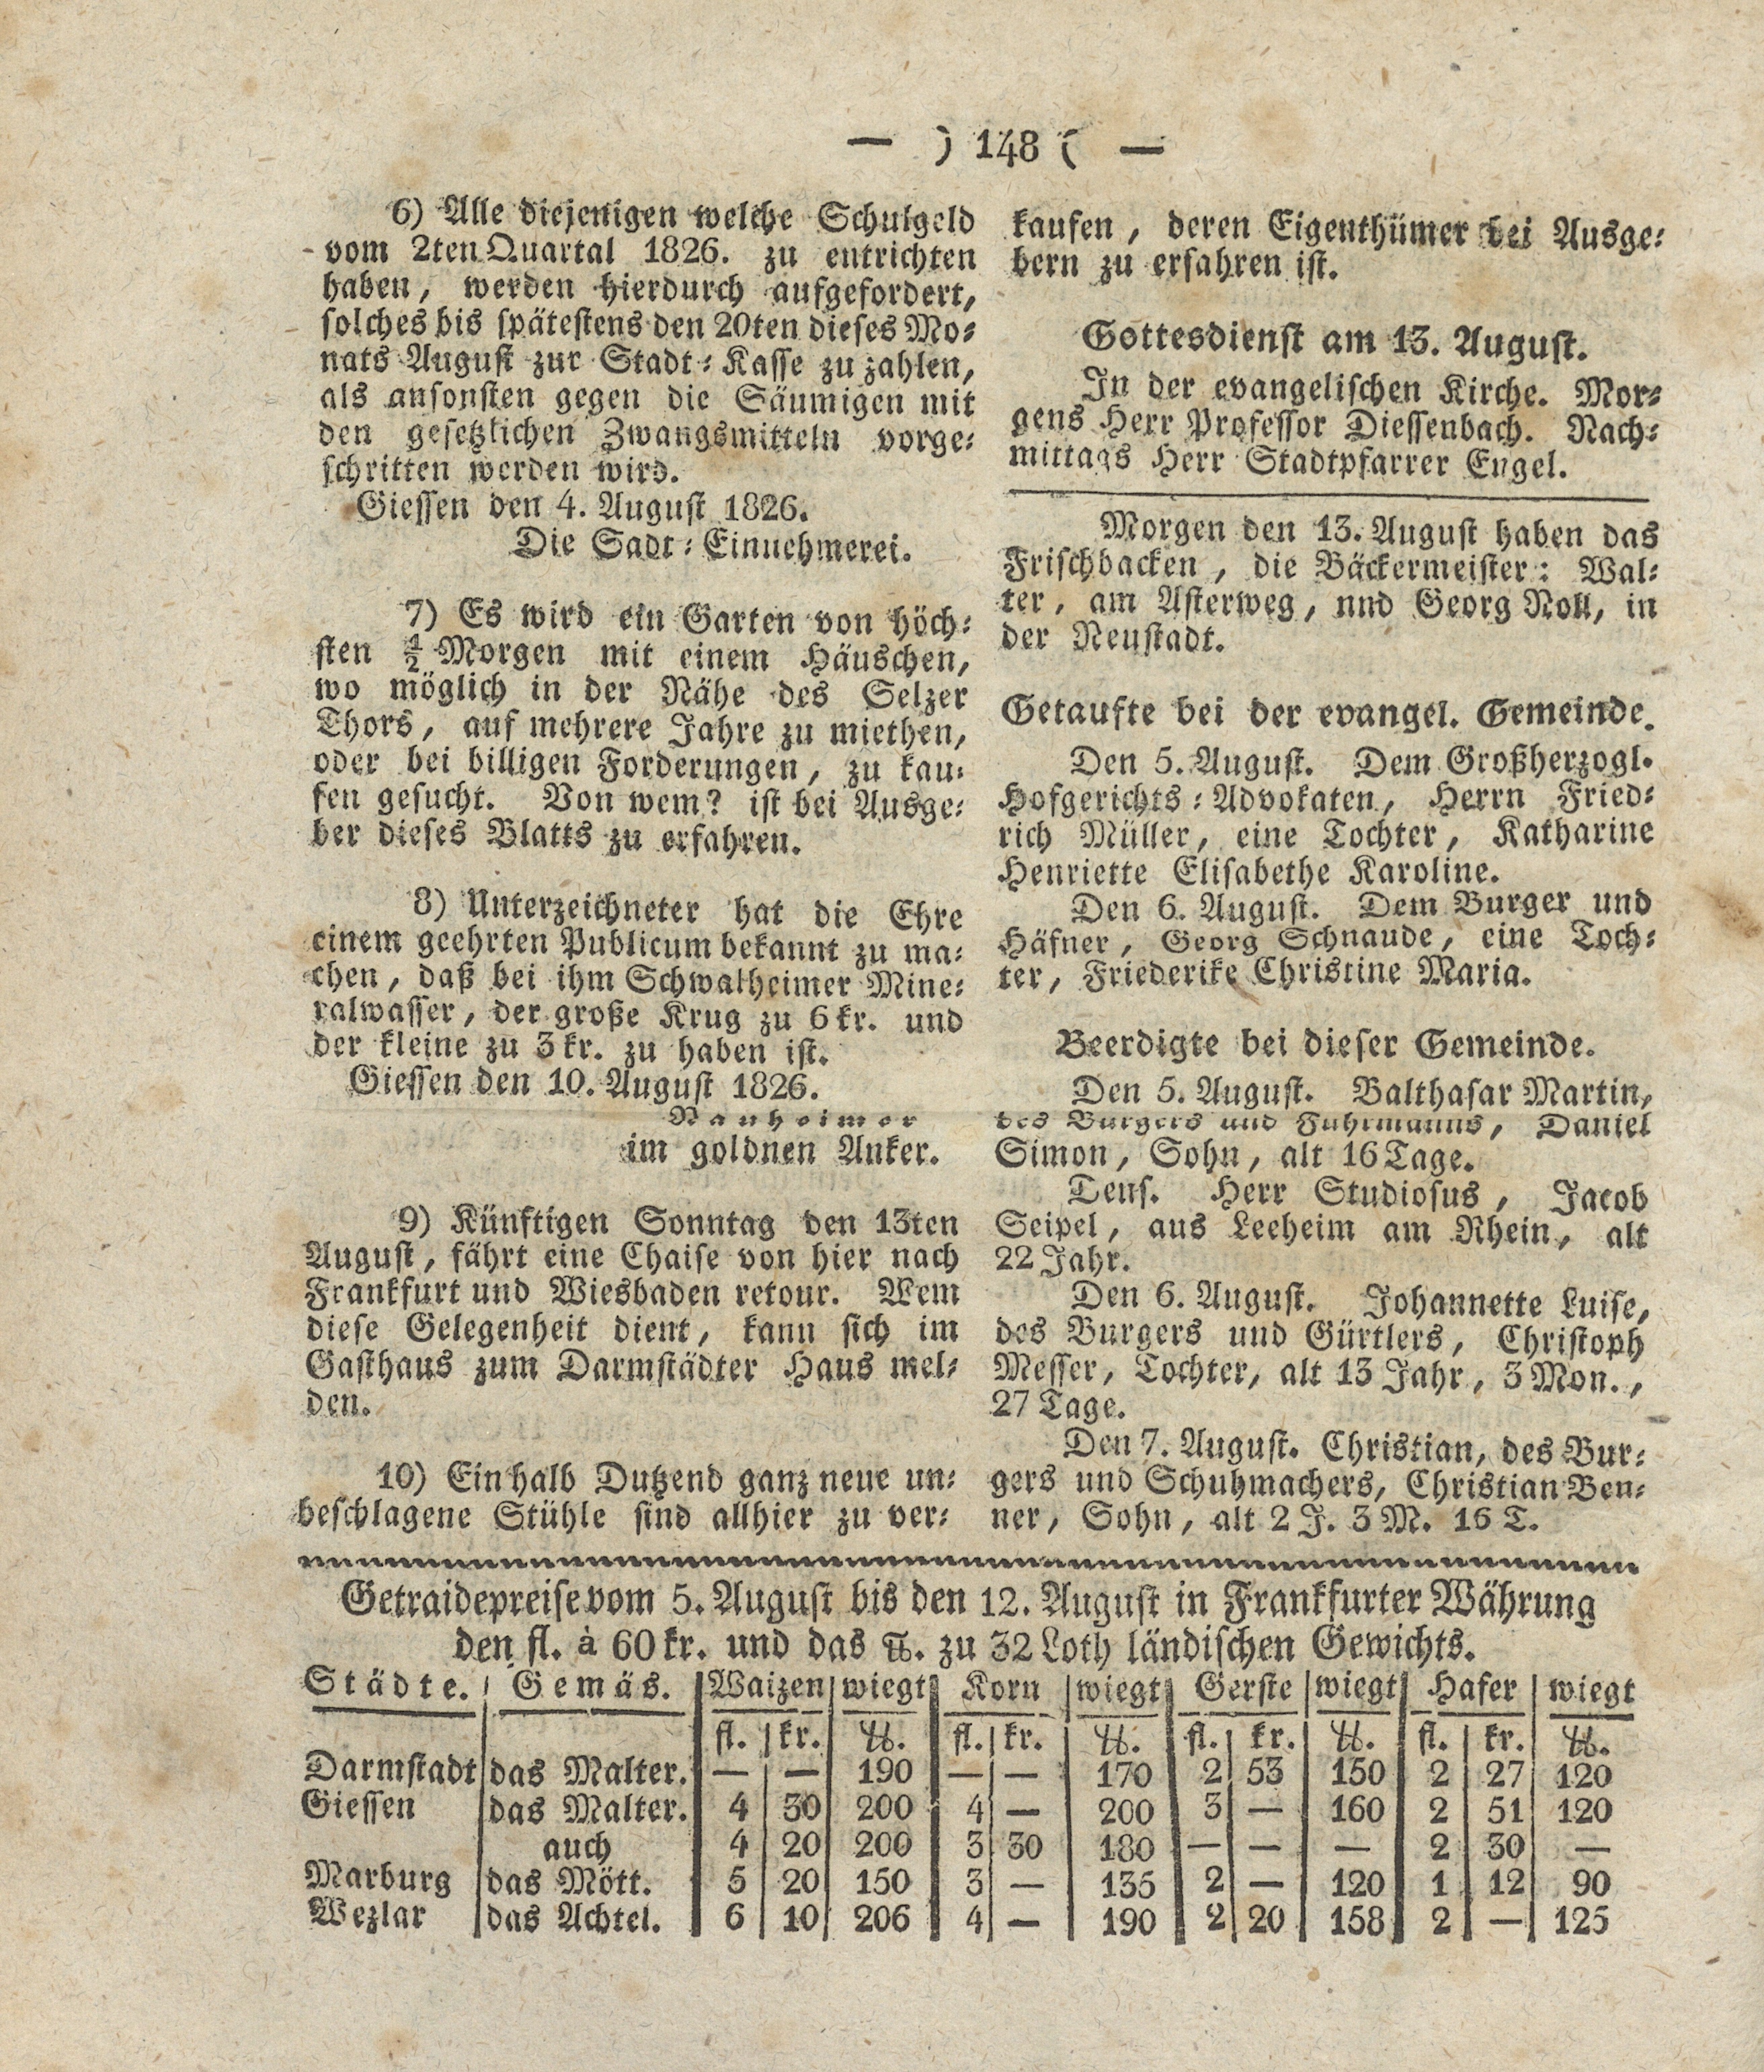 — ) 148 ( —
6) Alle diejenigen welche Schulgeld
vom 2ten Quartal 1826. zu entrichten
haben, werden hierdurch aufgefordert,
solches bis spätestens den 20ten dieses Mo-
nats August zur Stadt-Kasse zu zahlen,
als ansonsten gegen die Säumigen mit
den gesetzlichen Zwangsmitteln vorge-
schritten werden wird.
Giessen den 4. August 1826.
Die Sadt-Einnehmerei.
7) Es wird ein Garten von höch-
sten ½ Morgen mit einem Häuschen,
wo möglich in der Nähe des Selzer
Thors, auf mehrere Jahre zu miethen,
oder bei billigen Forderungen, zu kau-
fen gesucht. Von wem? ist bei Ausge-
ber dieses Blatts zu erfahren.
8) Unterzeichneter hat die Ehre
einem geehrten Publicum bekannt zu ma-
chen, daß bei ihm Schwalheimer Mine-
ralwasser, der große Krug zu 6 kr. und
der kleine zu 3 kr. zu haben ist.
Giessen den 10. August 1826.
Nauheimer
im goldnen Anker.
9) Künftigen Sonntag den 13ten
August, fährt eine Chaise von hier nach
Frankfurt und Wiesbaden retour. Wem
diese Gelegenheit dient, kann sich im
Gasthaus zum Darmstädter Haus mel-
den.
10) Ein halb Dutzend ganz neue un-
beschlagene Stühle sind allhier zu ver-
kaufen, deren Eigenthümer bei Ausge-
bern zu erfahren ist.
Gottesdienst am 13. August.
In der evangelischen Kirche. Mor-
gens Herr Professor Diessenbach. Nach-
mittags Herr Stadtpfarrer Engel.
Morgen den 13. August haben das
Frischbacken, die Bäckermeister: Wal-
ter, am Asterweg, nnd Georg Noll, in
der Neustadt.
Getaufte bei der evangel. Gemeinde.
Den 5. August. Dem Großherzogl.
Hofgerichts-Advokaten, Herrn Fried-
rich Müller, eine Tochter, Katharine
Henriette Elisabethe Karoline.
Den 6. August. Dem Burger und
Häfner, Georg Schnaude, eine Toch-
ter, Friederike Christine Maria.
Beerdigte bei dieser Gemeinde.
Den 5. August. Balthasar Martin,
des Burgers und Fuhrmanns, Daniel
Simon, Sohn, alt 16 Tage.
Dens. Herr Studiosus, Jacob
Seipel, aus Leeheim am Rhein, alt
22 Jahr.
Den 6. August. Johannette Luise,
des Burgers und Gürtlers, Christoph
Messer, Tochter, alt 13 Jahr, 3 Mon.,
27 Tage.
Den 7. August. Christian, des Bur-
gers und Schuhmachers, Christian Ben-
ner, Sohn, alt 2 J. 3 M. 16 T.
Getraidepreise vom 5. August bis den 12. August in Frankfurter Währung
den fl. à 60 kr. und das ℔. zu 32 Loth ländischen Gewichts.
Städte. Gemäs. Waizen wiegt Korn wiegt Gerste wiegt Hafer wiegt
fl. kr. ℔. fl. kr. ℔. fl. kr. ℔. fl. kr. ℔.
Darmstadt das Malter. — — 190 — — 170 2 53 150 2 27 120
Giessen das Malter. 4 30 200 4 — 200 3 — 160 2 51 120
auch 4 20 200 3 30 180 — — — 2 30 —
Marburg das Mött. 5 20 150 3 — 135 2 — 120 1 12 90
Wezlar das Achtel. 6 10 206 4 — 190 2 20 158 2 — 125